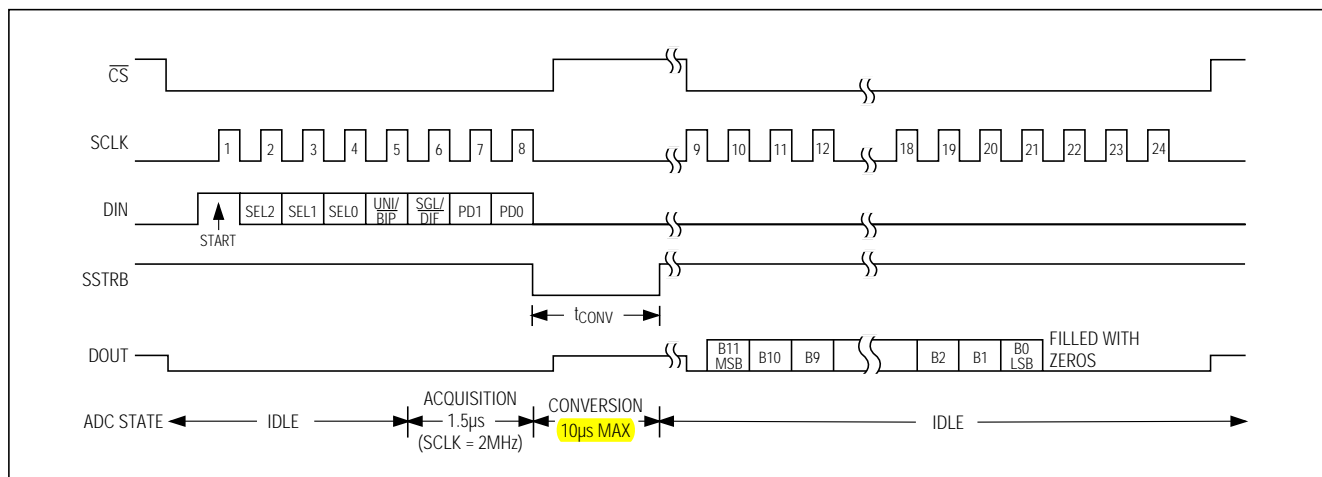 CS
SCLK
1 2 3 4 5 6 7 8 9 10 11 12 18 19 20 21 22 23 24
DIN
SEL2 SEL1 SEL0 UNI/ BIP SGL/ DIF PD1 PD0
START
SSTRB
tCONV
DOUT
B11 MSB B10 B9 B2 B1 B0 LSB
FILLED WITH
ZEROS
ADC STATE
IDLE
ACQUISITION
1.5µs
(SCLK = 2MHz)
CONVERSION
10µs MAX
IDLE